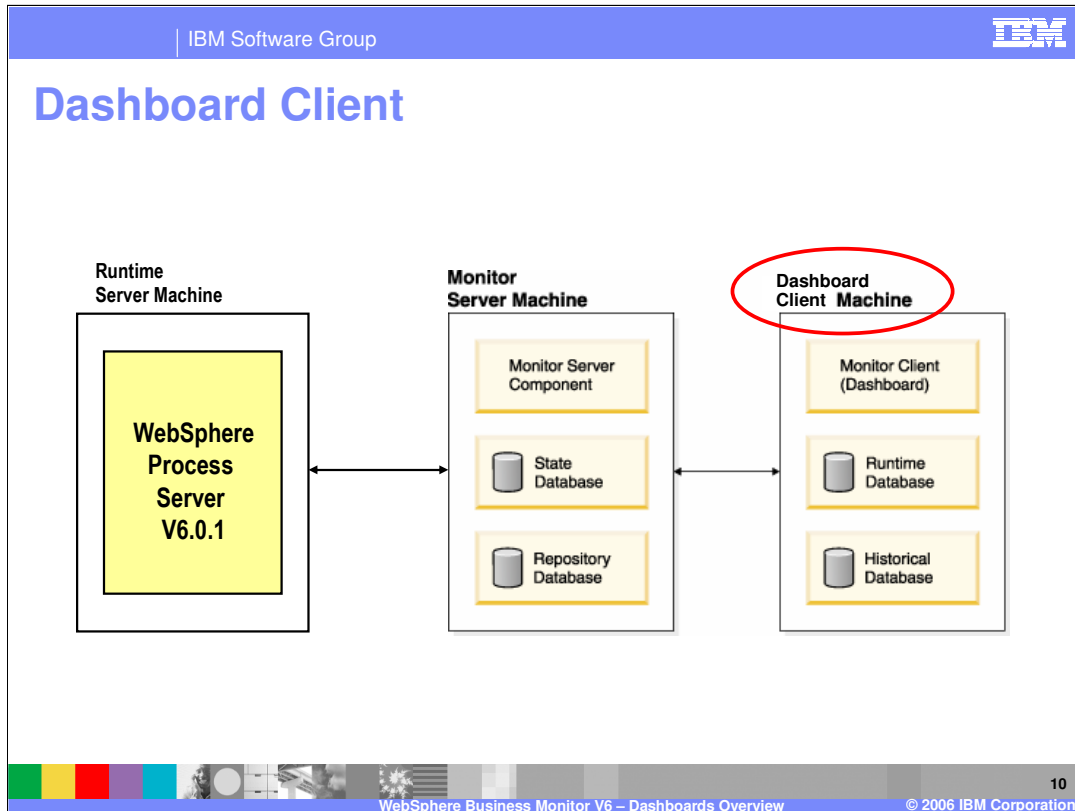 IBM Software Group
IBM
Dashboard Client
Runtime
Server Machine
WebSphere
Process
Server
V6.0.1
Monitor
Server Machine
Monitor Server
Component
State
Database
Repository
Database
Dashboard
Client Machine
Monitor Client
(Dashboard)
Runtime
Database
Historical
Database
10
WebSphere Business Monitor V6 – Dashboards Overview
© 2006 IBM Corporation